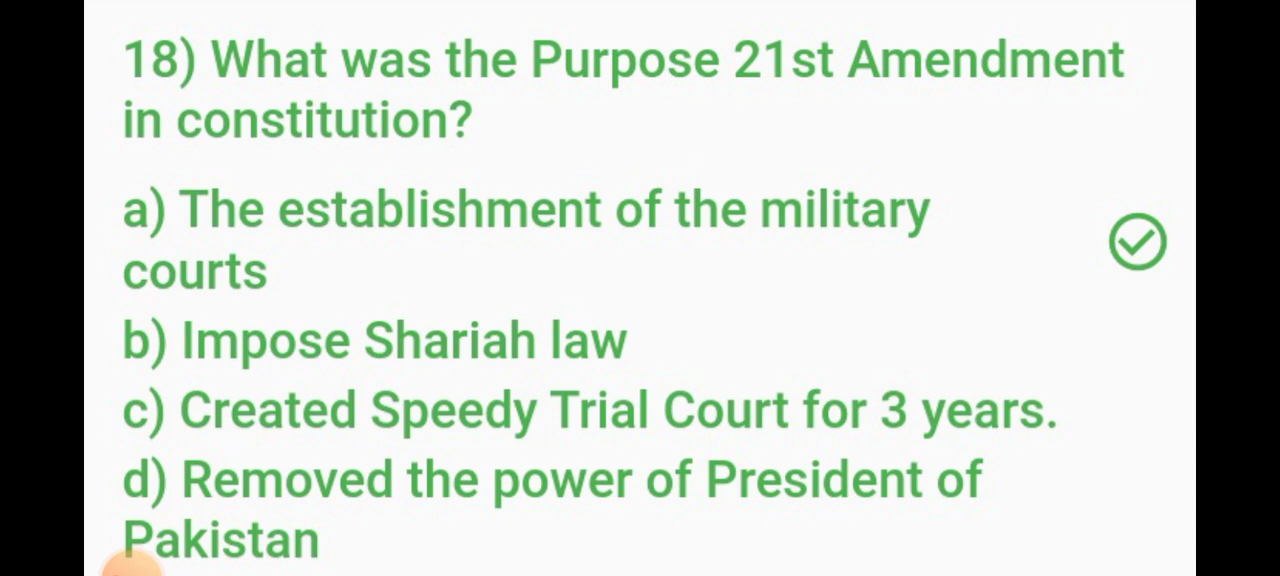 18) What was the Purpose 21st Amendment
in constitution?
a) The establishment of the military
courts
b) Impose Shariah law
c) Created Speedy Trial Court for 3 years.
d) Removed the power of President of
Pakistan